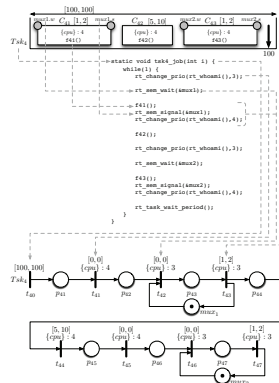 [100,100]
mux1.w C41 [1,2] mux1.s C42 [5,10] mux2.w C43 [1,2]
{cpu} : 4 {cpu} : 4 {cpu} : 4
f41() f42() f43()
Tsk4 100
static void tsk4_job(int i) {
while(1) {
rt_change_prio(rt_whoami(),3);
rt_sem_wait(&mux1);
f41();
rt_sem_signal(&mux1);
rt_change_prio(rt_whoami(),4);
f42();
rt_change_prio(rt_whoami(),3);
rt_sem_wait(&mux2);
f43();
rt_sem_signal(&mux2);
rt_change_prio(rt_whoami(),4);
rt_task_wait_period();
}
}
[0,0] [0,0] [1,2]
[100,100] {cpu} : 4 {cpu} : 3 {cpu} : 3
Tsk4
t40 p41 t41 p42 t42 p43 t43 p44
mux1
[5,10] [0,0] [0,0] [1,2]
{cpu} : 4 {cpu} : 4 {cpu} : 3 {cpu} : 3
t44 p45 t45 p46 t46 p47 t47